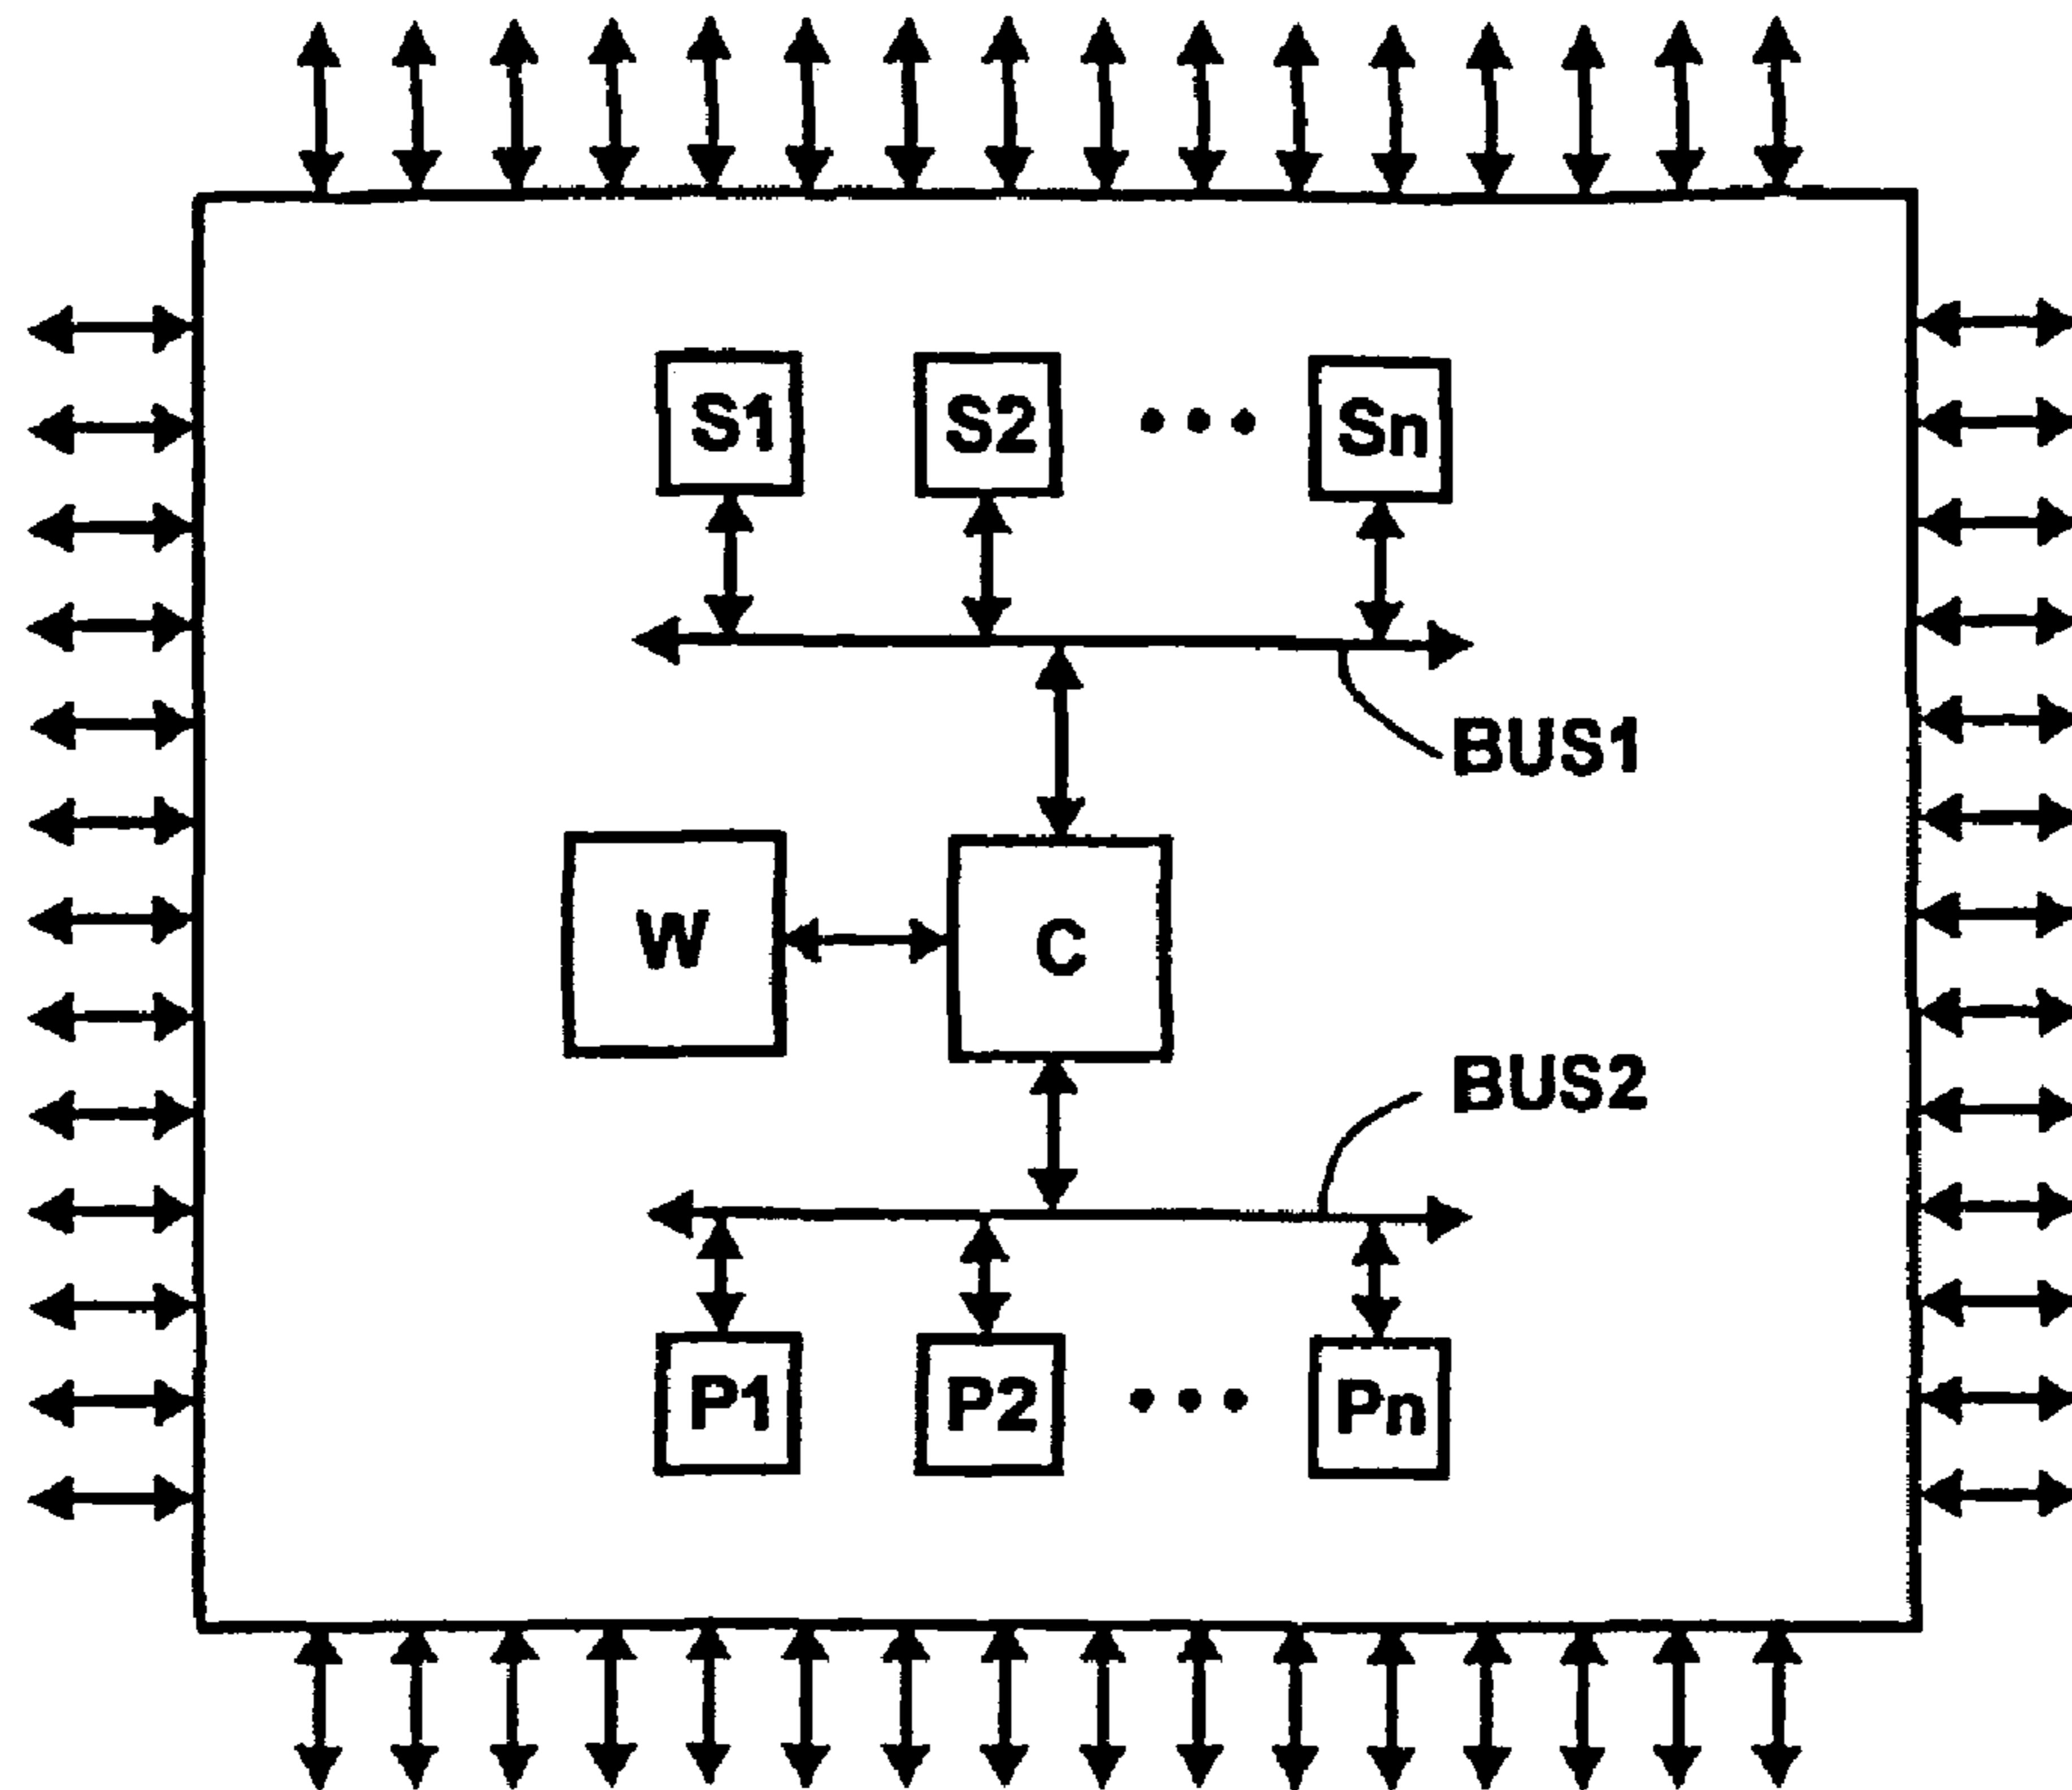 S1 S2 ••• Sn
BUS1
W C
BUS2
P1 P2 ••• Pn